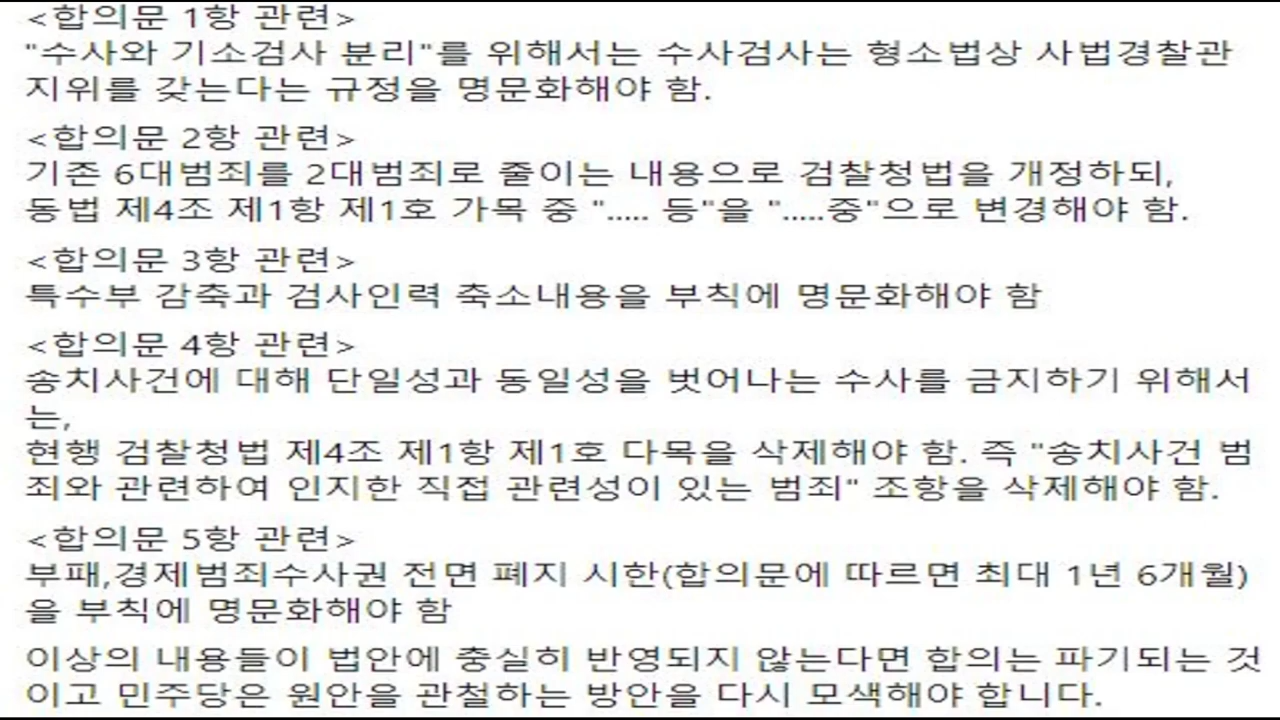 <합의문 1항 관련>
"수사와 기소검사 분리"를 위해서는 수사검사는 형소법상 사법경찰관
지위를 갖는다는 규정을 명문화해야 함.
<합의문 2항 관련>
기존 6대범죄를 2대범죄로 줄이는 내용으로 검찰청법을 개정하되,
동법 제4조 제1항 제1호 가목 중 "..... 등"을 ".....중"으로 변경해야 함.
<합의문 3항 관련>
특수부 감축과 검사인력 축소내용을 부칙에 명문화해야 함
<합의문 4항 관련>
송치사건에 대해 단일성과 동일성을 벗어나는 수사를 금지하기 위해서
는,
현행 검찰청법 제4조 제1항 제1호 다목을 삭제해야 함. 즉 "송치사건 범
죄와 관련하여 인지한 직접 관련성이 있는 범죄" 조항을 삭제해야 함.
<합의문 5항 관련>
부패,경제범죄수사권 전면 폐지 시한(합의문에 따르면 최대 1년 6개월)
을 부칙에 명문화해야 함
이상의 내용들이 법안에 충실히 반영되지 않는다면 합의는 파기되는 것
이고 민주당은 원안을 관철하는 방안을 다시 모색해야 합니다.